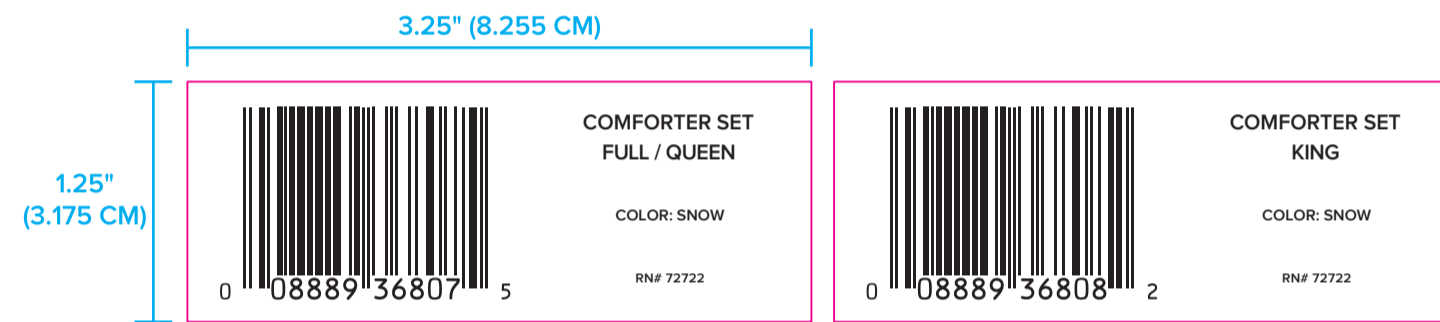 3.25" (8.255 CM)
1.25"
(3.175 CM)
COMFORTER SET
FULL / QUEEN
COLOR: SNOW
RN# 72722
0 08889 36807 5
COMFORTER SET
KING
COLOR: SNOW
RN# 72722
0 08889 36808 2